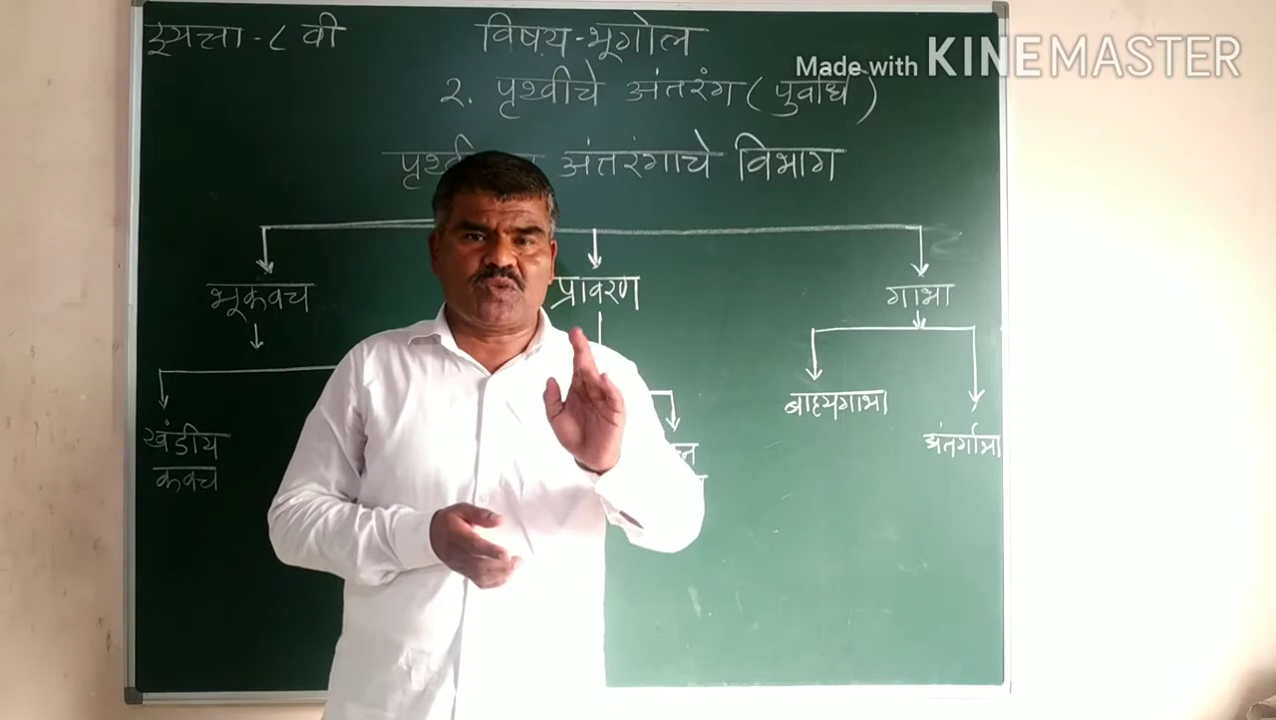 इयत्ता - ८ वी
विषय - भूगोल
Made with KINEMASTER
२. पृथ्वीचे अंतरंग ( पुर्वार्ध )
अंतरंगाचे विभाग
भूकवच
प्रावरण
गाभा
बाह्यगाभा
खंडीय
कवच
अंतर्गाभा